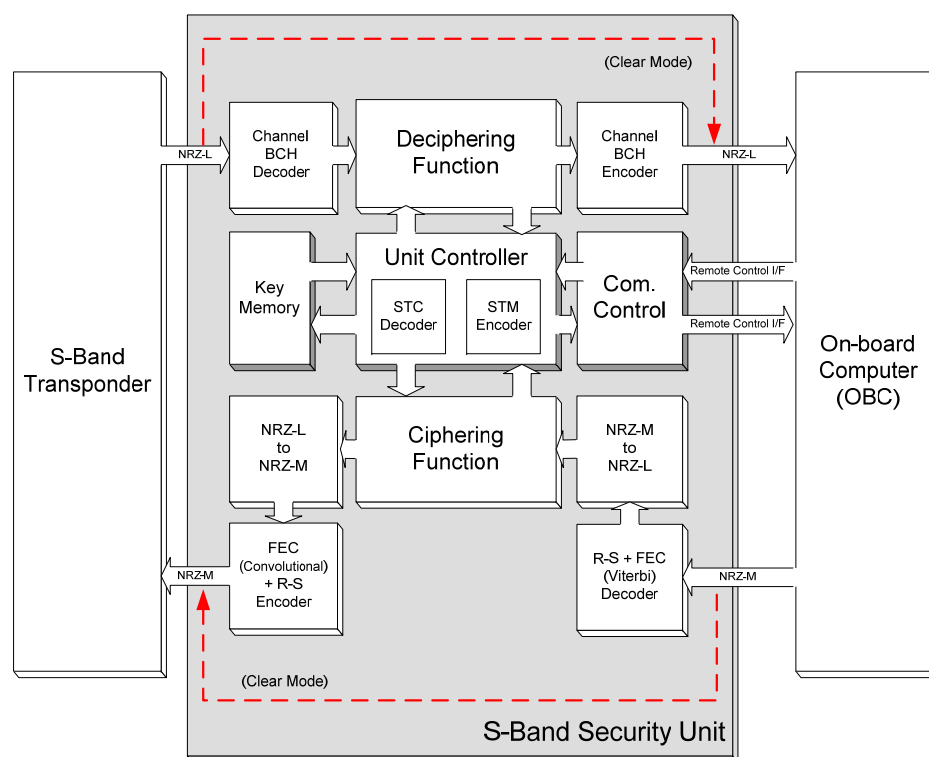 (Clear Mode)
NRZ-L
Channel
BCH
Decoder
Deciphering
Function
Channel
BCH
Encoder
NRZ-L
Key
Memory
Unit Controller
STC
Decoder
STM
Encoder
Com.
Control
Remote Control I/F
Remote Control I/F
S-Band
Transponder
On-board
Computer
(OBC)
NRZ-L
to
NRZ-M
Ciphering
Function
NRZ-M
to
NRZ-L
NRZ-M
FEC
(Convolutional)
+ R-S
Encoder
R-S + FEC
(Viterbi)
Decoder
NRZ-M
(Clear Mode)
S-Band Security Unit